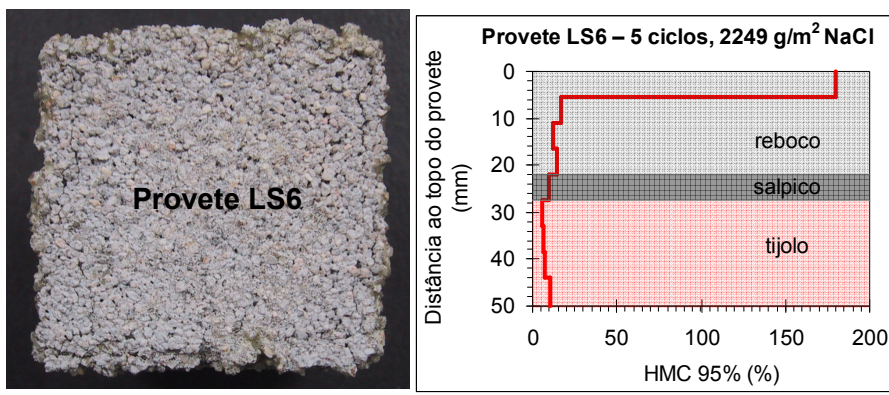 Provete LS6
Provete LS6 – 5 ciclos, 2249 g/m² NaCl
Distância ao topo do provete
(mm)
0
10
20
30
40
50
reboco
salpico
tijolo
0
50
100
150
200
HMC 95% (%)